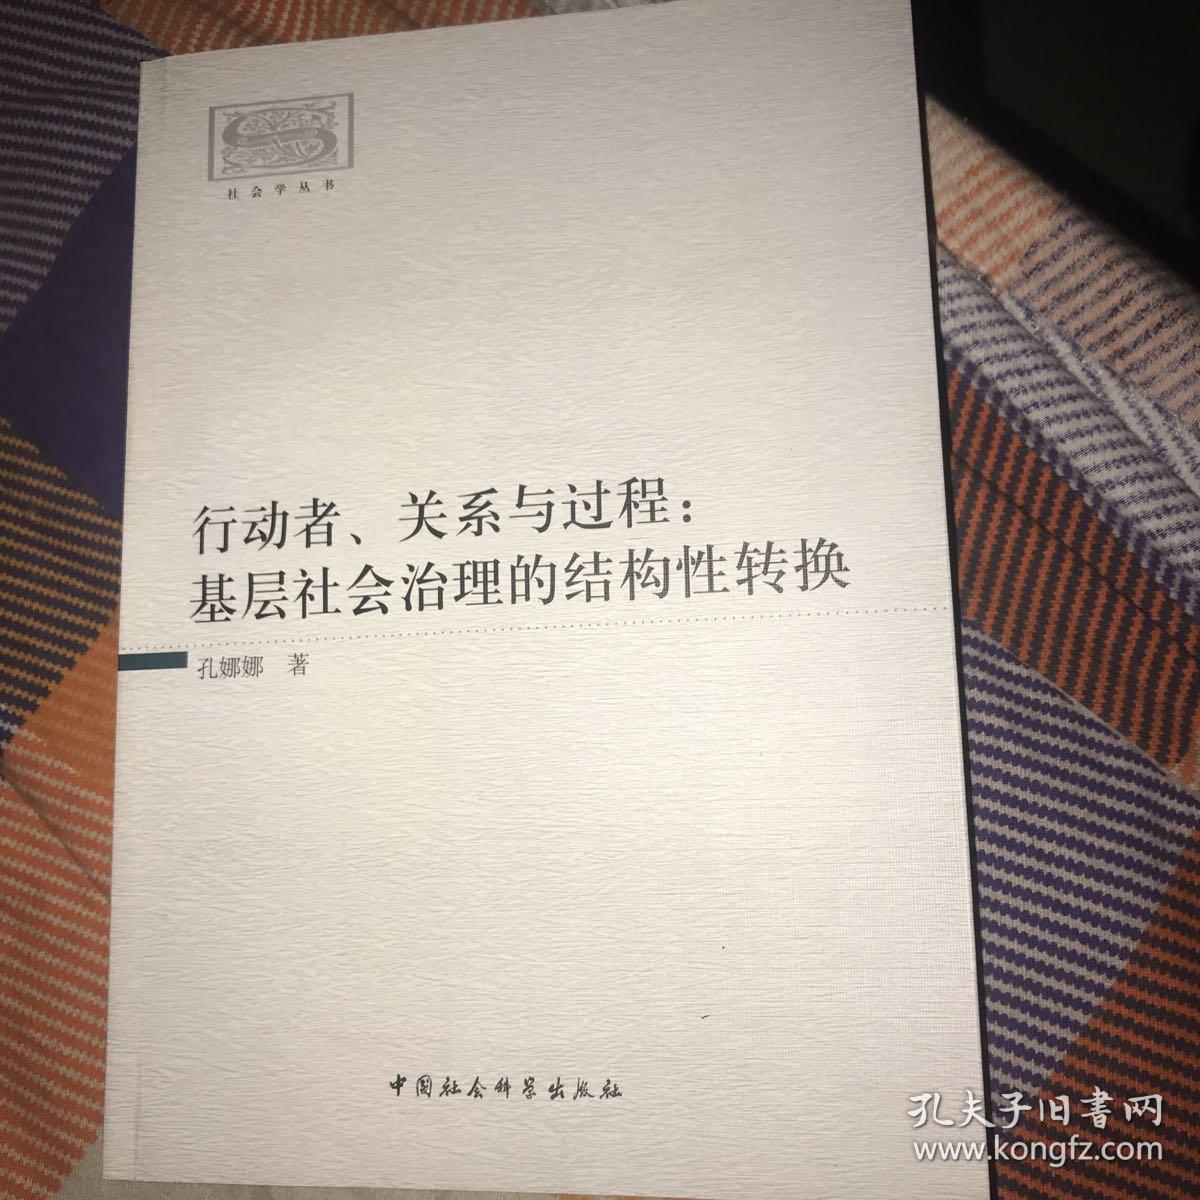 社会学丛书
行动者、关系与过程：
基层社会治理的结构性转换
孔娜娜 著
中国社会科学出版社
孔夫子旧書网
www.kongfz.com